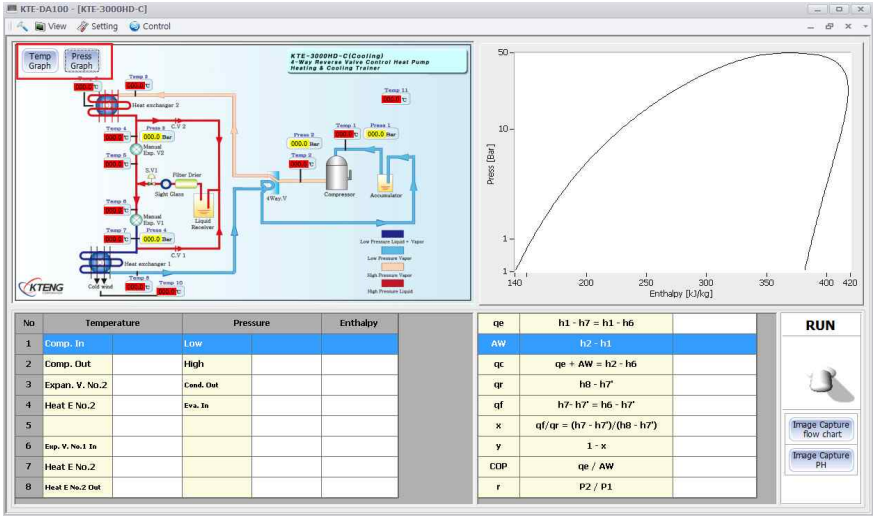 KTE-DA100 - [KTE-3000HD-C]
View Setting Control
Temp Graph
Press Graph
KTE-3000HD-C(Cooling)
4-Way Reverse Valve Control Heat Pump
Heating & Cooling Trainer
Temp 11
000.0 ℃
Heat exchanger 2
C.V 2
Temp 4
Press 3
000.0 Bar
Manual
Exp. V2
Temp 5
S.V1
Filter Drier
Sight Glass
Temp 6
Manual
Exp. V1
Liquid
Receiver
Temp 7
Press 4
000.0 Bar
C.V 1
Heat exchanger 1
Cold wind
Temp 10
Press 2
000.0 Bar
Temp 1
Press 1
000.0 Bar
4Way.V
Compressor
Accumulator
Low Pressure Liquid + Vapor
Low Pressure Vapor
High Pressure Vapor
High Pressure Liquid
KTENG
Press [Bar]
50
10
1
1
140 150 200 250 300 350 400 420
Enthalpy [kJ/kg]
No Temperature Pressure Enthalpy
1 Comp. In Low
2 Comp. Out High
3 Expan. V. No.2 Cond. Out
4 Heat E No.2 Eva. In
5
6 Exp. V. No.1 In
7 Heat E No.2
8 Heat E No.2 Out
qe h1 - h7 = h1 - h6
AW h2 - h1
qc qe + AW = h2 - h6
qr h8 - h7'
qf h7- h7' = h6 - h7'
x qf/qr = (h7 - h7')/(h8 - h7')
y 1 - x
COP qe / AW
r P2 / P1
RUN
Image Capture
flow chart
Image Capture
PH